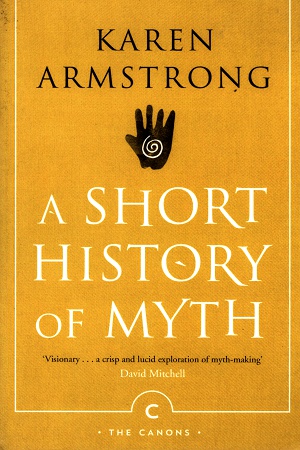 KAREN
ARMSTRONG
A SHORT
HISTORY
OF MYTH
'Visionary . . . a crisp and lucid exploration of myth-making'
David Mitchell
C
· THE CANONS ·